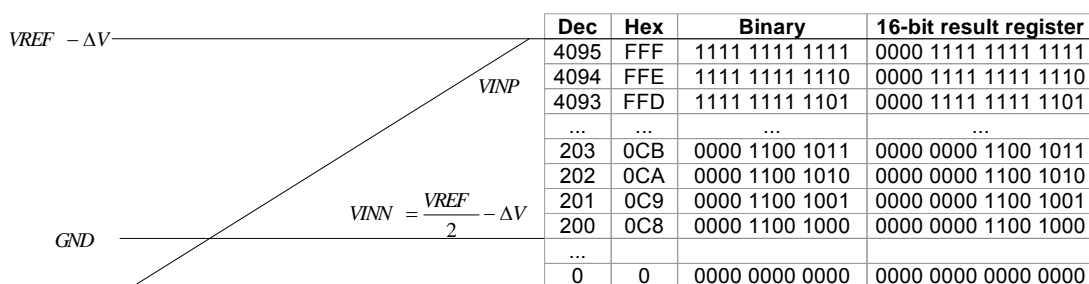 VREF − ΔV
VINP
VINN = VREF/2 − ΔV
GND
Dec Hex Binary 16-bit result register
4095 FFF 1111 1111 1111 0000 1111 1111 1111
4094 FFE 1111 1111 1110 0000 1111 1111 1110
4093 FFD 1111 1111 1101 0000 1111 1111 1101
... ... ... ...
203 0CB 0000 1100 1011 0000 0000 1100 1011
202 0CA 0000 1100 1010 0000 0000 1100 1010
201 0C9 0000 1100 1001 0000 0000 1100 1001
200 0C8 0000 1100 1000 0000 0000 1100 1000
...
0 0 0000 0000 0000 0000 0000 0000 0000